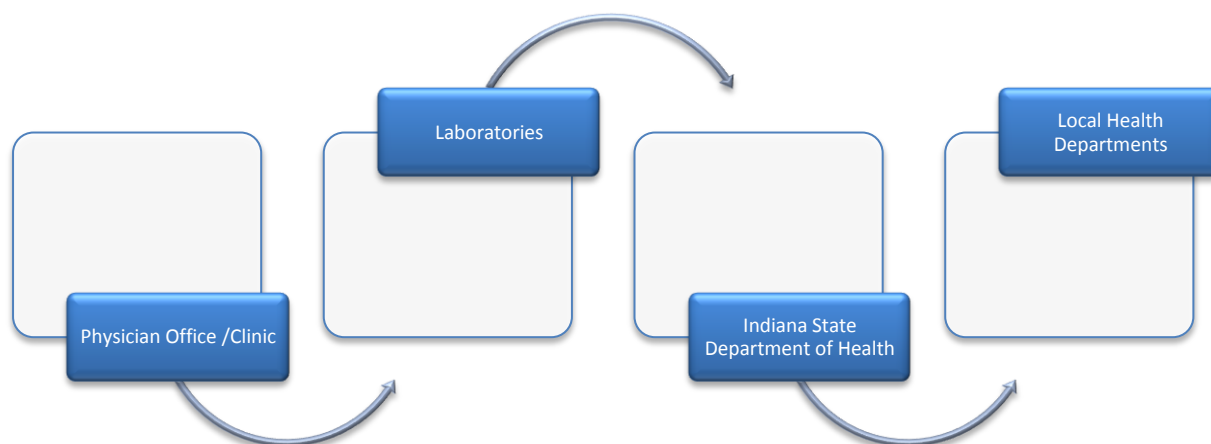 Physician Office /Clinic
Laboratories
Indiana State
Department of Health
Local Health
Departments